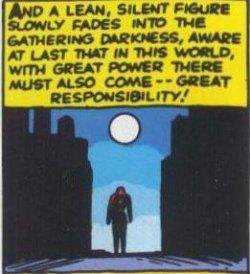 AND A LEAN, SILENT FIGURE
SLOWLY FADES INTO THE
GATHERING DARKNESS, AWARE
AT LAST THAT IN THIS WORLD,
WITH GREAT POWER THERE
MUST ALSO COME -- GREAT
RESPONSIBILITY!